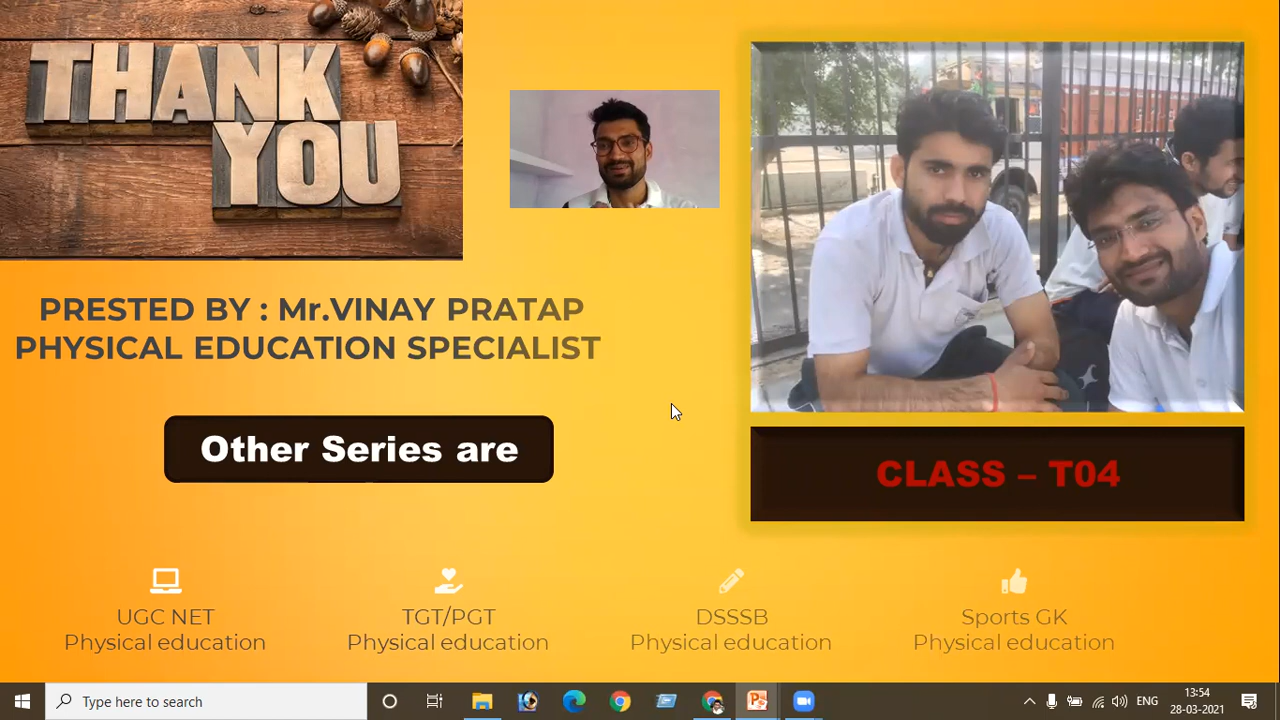 THANK
YOU
PRESTED BY : Mr.VINAY PRATAP
PHYSICAL EDUCATION SPECIALIST
Other Series are
CLASS – T04
UGC NET
Physical education
TGT/PGT
Physical education
DSSSB
Physical education
Sports GK
Physical education
Type here to search
ENG
13:54
28-03-2021